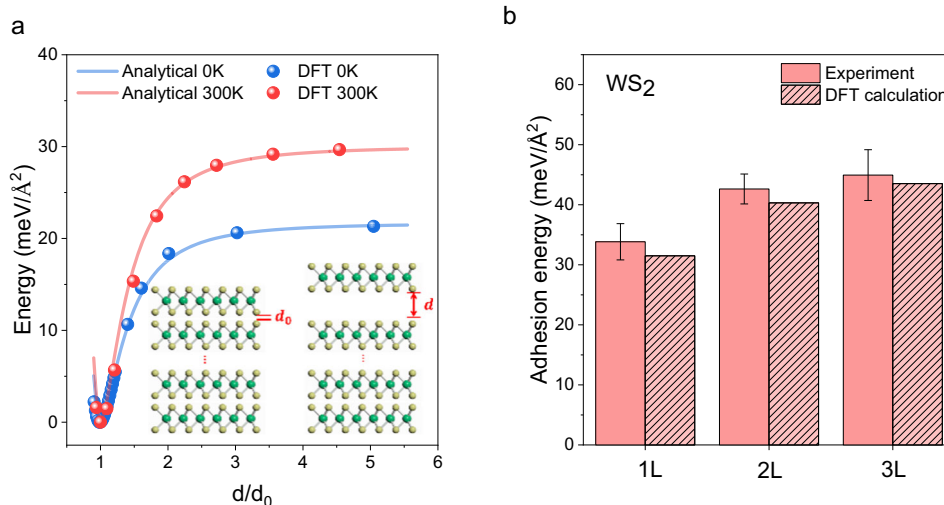 a
Analytical 0K
DFT 0K
Analytical 300K
DFT 300K
Energy (meV/Å²)
40
30
20
10
0
d₀
d
1
2
3
4
5
6
d/d₀
b
WS₂
Experiment
DFT calculation
Adhesion energy (meV/Å²)
60
50
40
30
20
10
0
1L
2L
3L